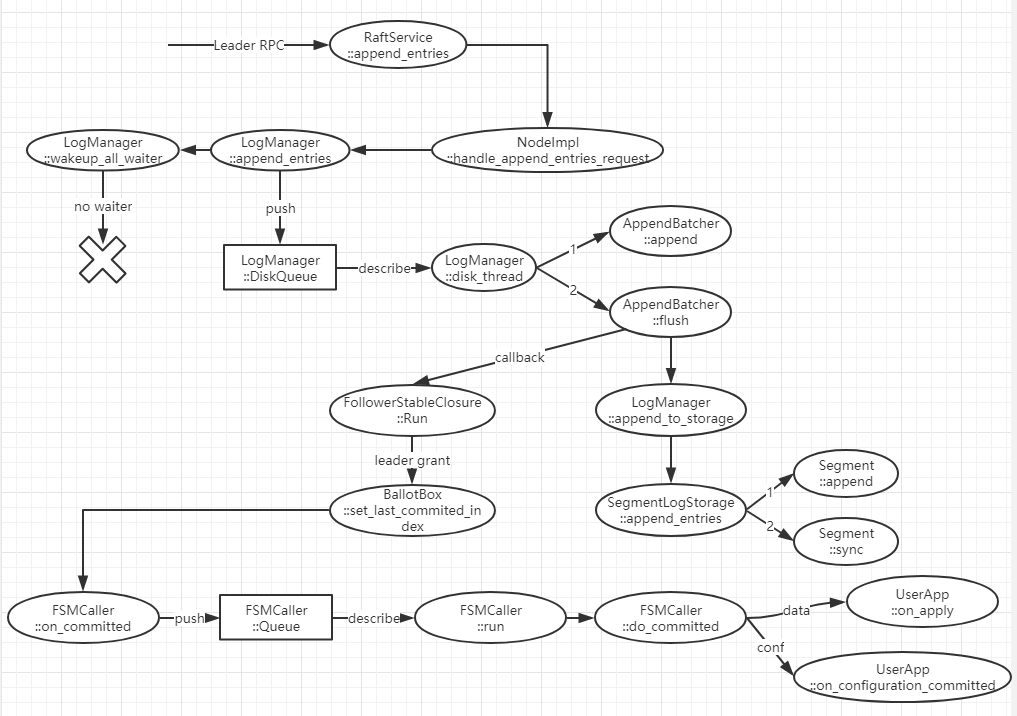 Leader RPC
RaftService
::append_entries
LogManager
::wakeup_all_waiter
LogManager
::append_entries
NodeImpl
::handle_append_entries_request
no waiter
push
AppendBatcher
::append
LogManager
::DiskQueue
describe
LogManager
::disk_thread
1
2
AppendBatcher
::flush
callback
FollowerStableClosure
::Run
LogManager
::append_to_storage
leader grant
BallotBox
::set_last_commited_in
dex
SegmentLogStorage
::append_entries
1
2
Segment
::append
Segment
::sync
FSMCaller
::on_committed
push
FSMCaller
::Queue
describe
FSMCaller
::run
FSMCaller
::do_committed
data
conf
UserApp
::on_apply
UserApp
::on_configuration_committed